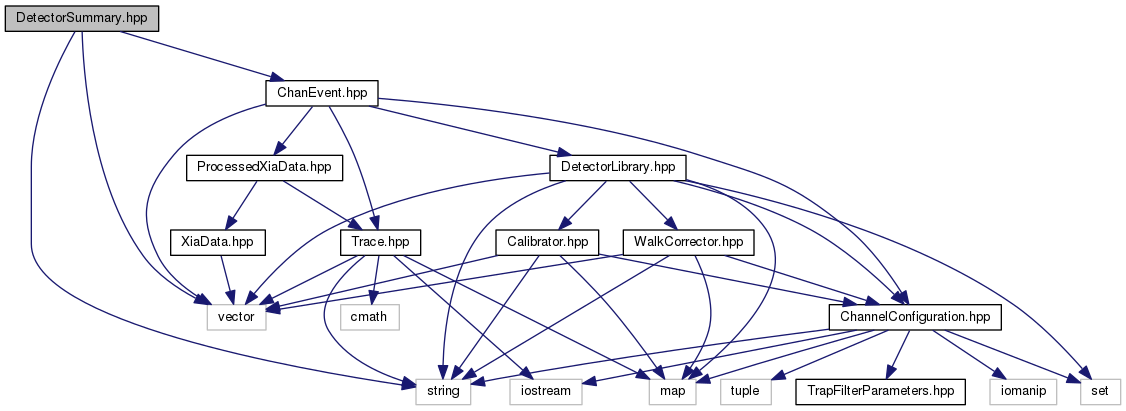 DetectorSummary.hpp
ChanEvent.hpp
ProcessedXiaData.hpp
DetectorLibrary.hpp
XiaData.hpp
Trace.hpp
Calibrator.hpp
WalkCorrector.hpp
vector
cmath
ChannelConfiguration.hpp
string
iostream
map
tuple
TrapFilterParameters.hpp
iomanip
set